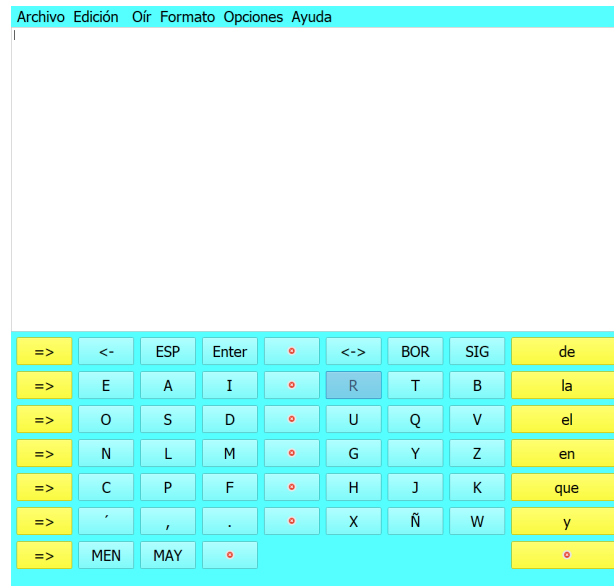 Archivo Edición Oír Formato Opciones Ayuda
=> <- ESP Enter <-> BOR SIG de
=> E A I R T B la
=> O S D U Q V el
=> N L M G Y Z en
=> C P F H J K que
=> ´ , . X Ñ W y
=> MEN MAY